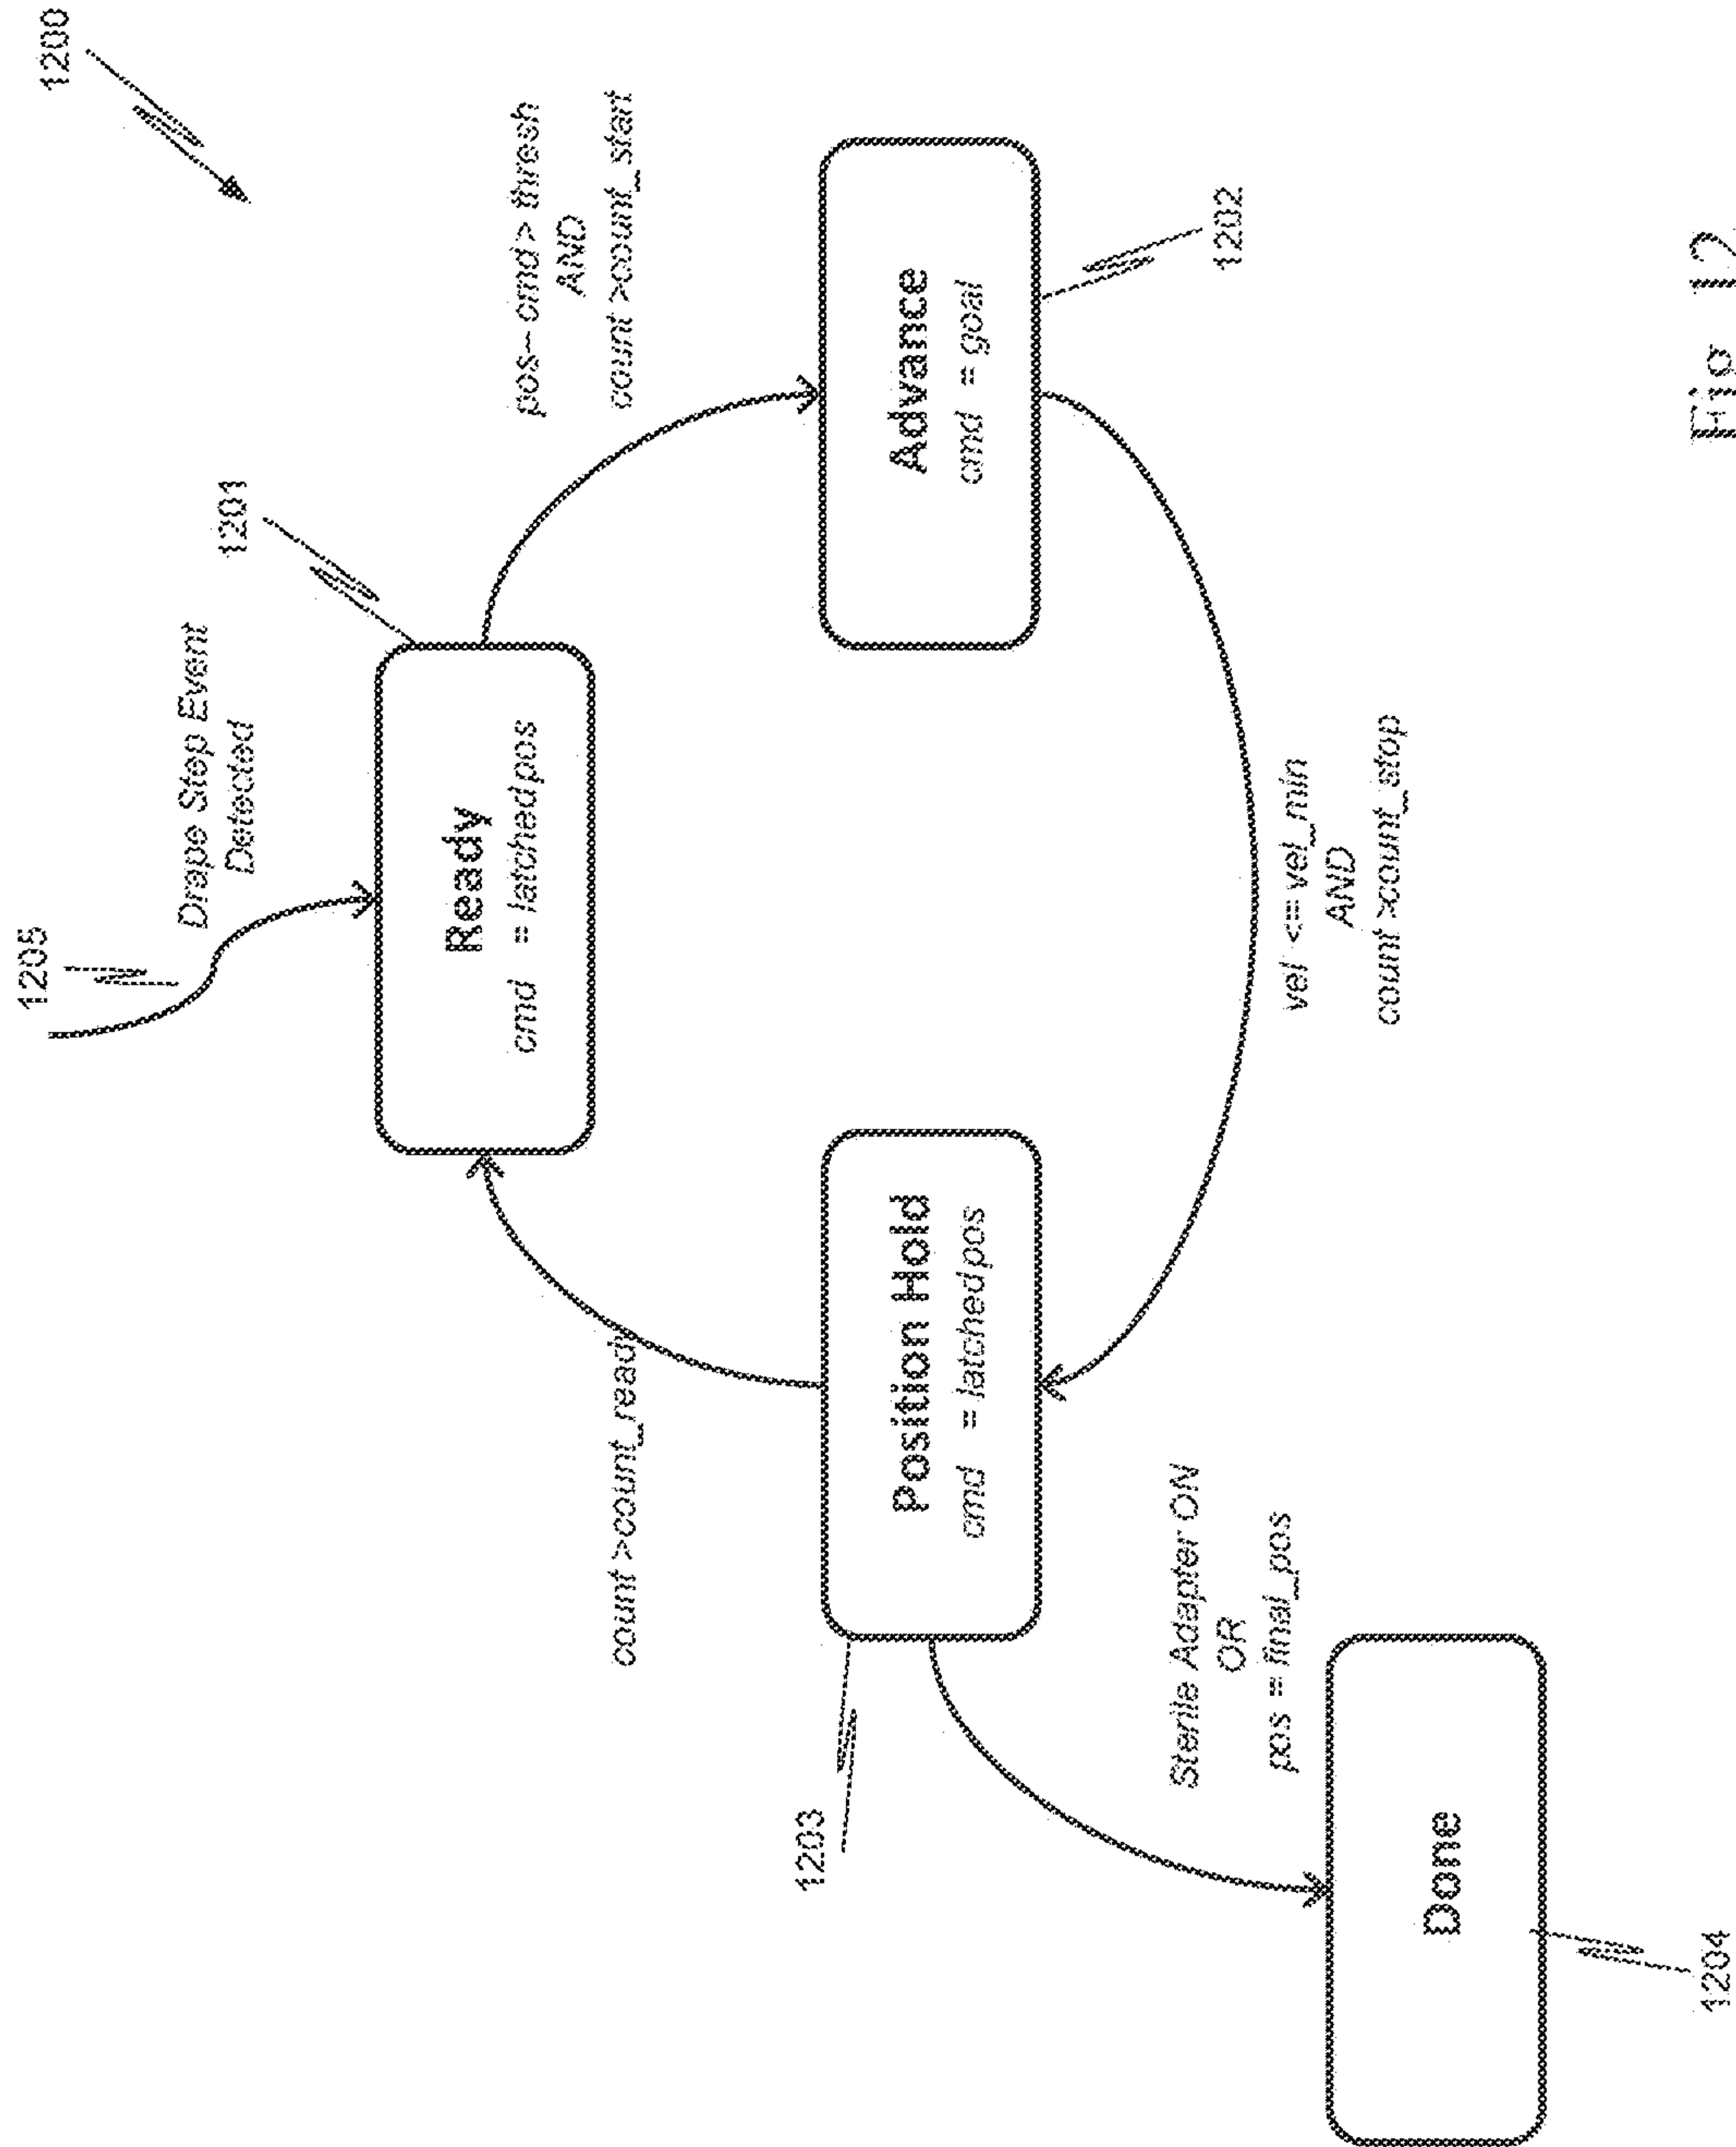 1200
1205
Drape Step Event
Detected
1201
Ready
cmd = latched pos
pos-cmd > thresh
AND
count >count_start
count >count_ready
1203
Position Hold
cmd = latched pos
Advance
cmd = goal
1202
vel <= vel_min
AND
count >count_stop
Sterile Adapter ON
OR
pos = final_pos
Done
1204
Fig. 12